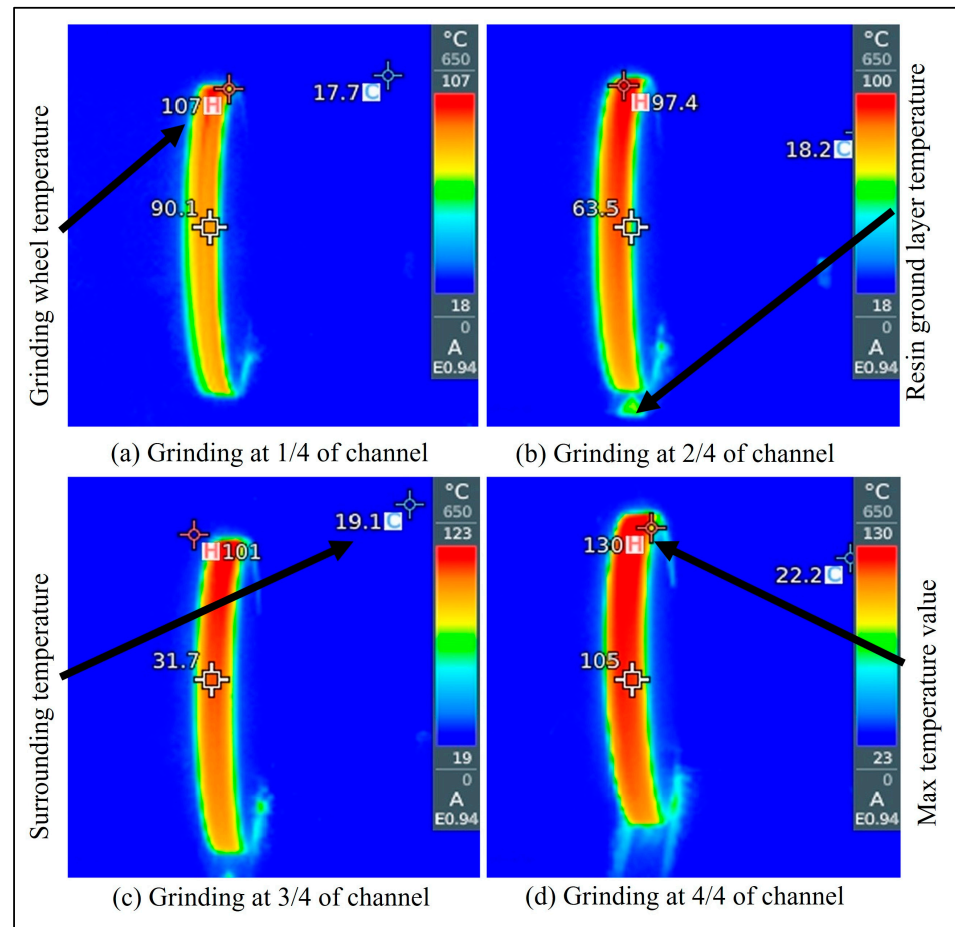 Grinding wheel temperature
107 H
17.7 C
90.1
°C
650
107
18
0
A
E0.94
(a) Grinding at 1/4 of channel
H 97.4
18.2 C
63.5
°C
650
100
18
0
A
E0.94
Resin ground layer temperature
(b) Grinding at 2/4 of channel
Surrounding temperature
H 101
19.1 C
31.7
°C
650
123
19
0
A
E0.94
(c) Grinding at 3/4 of channel
130 H
22.2 C
105
°C
650
130
23
0
A
E0.94
Max temperature value
(d) Grinding at 4/4 of channel